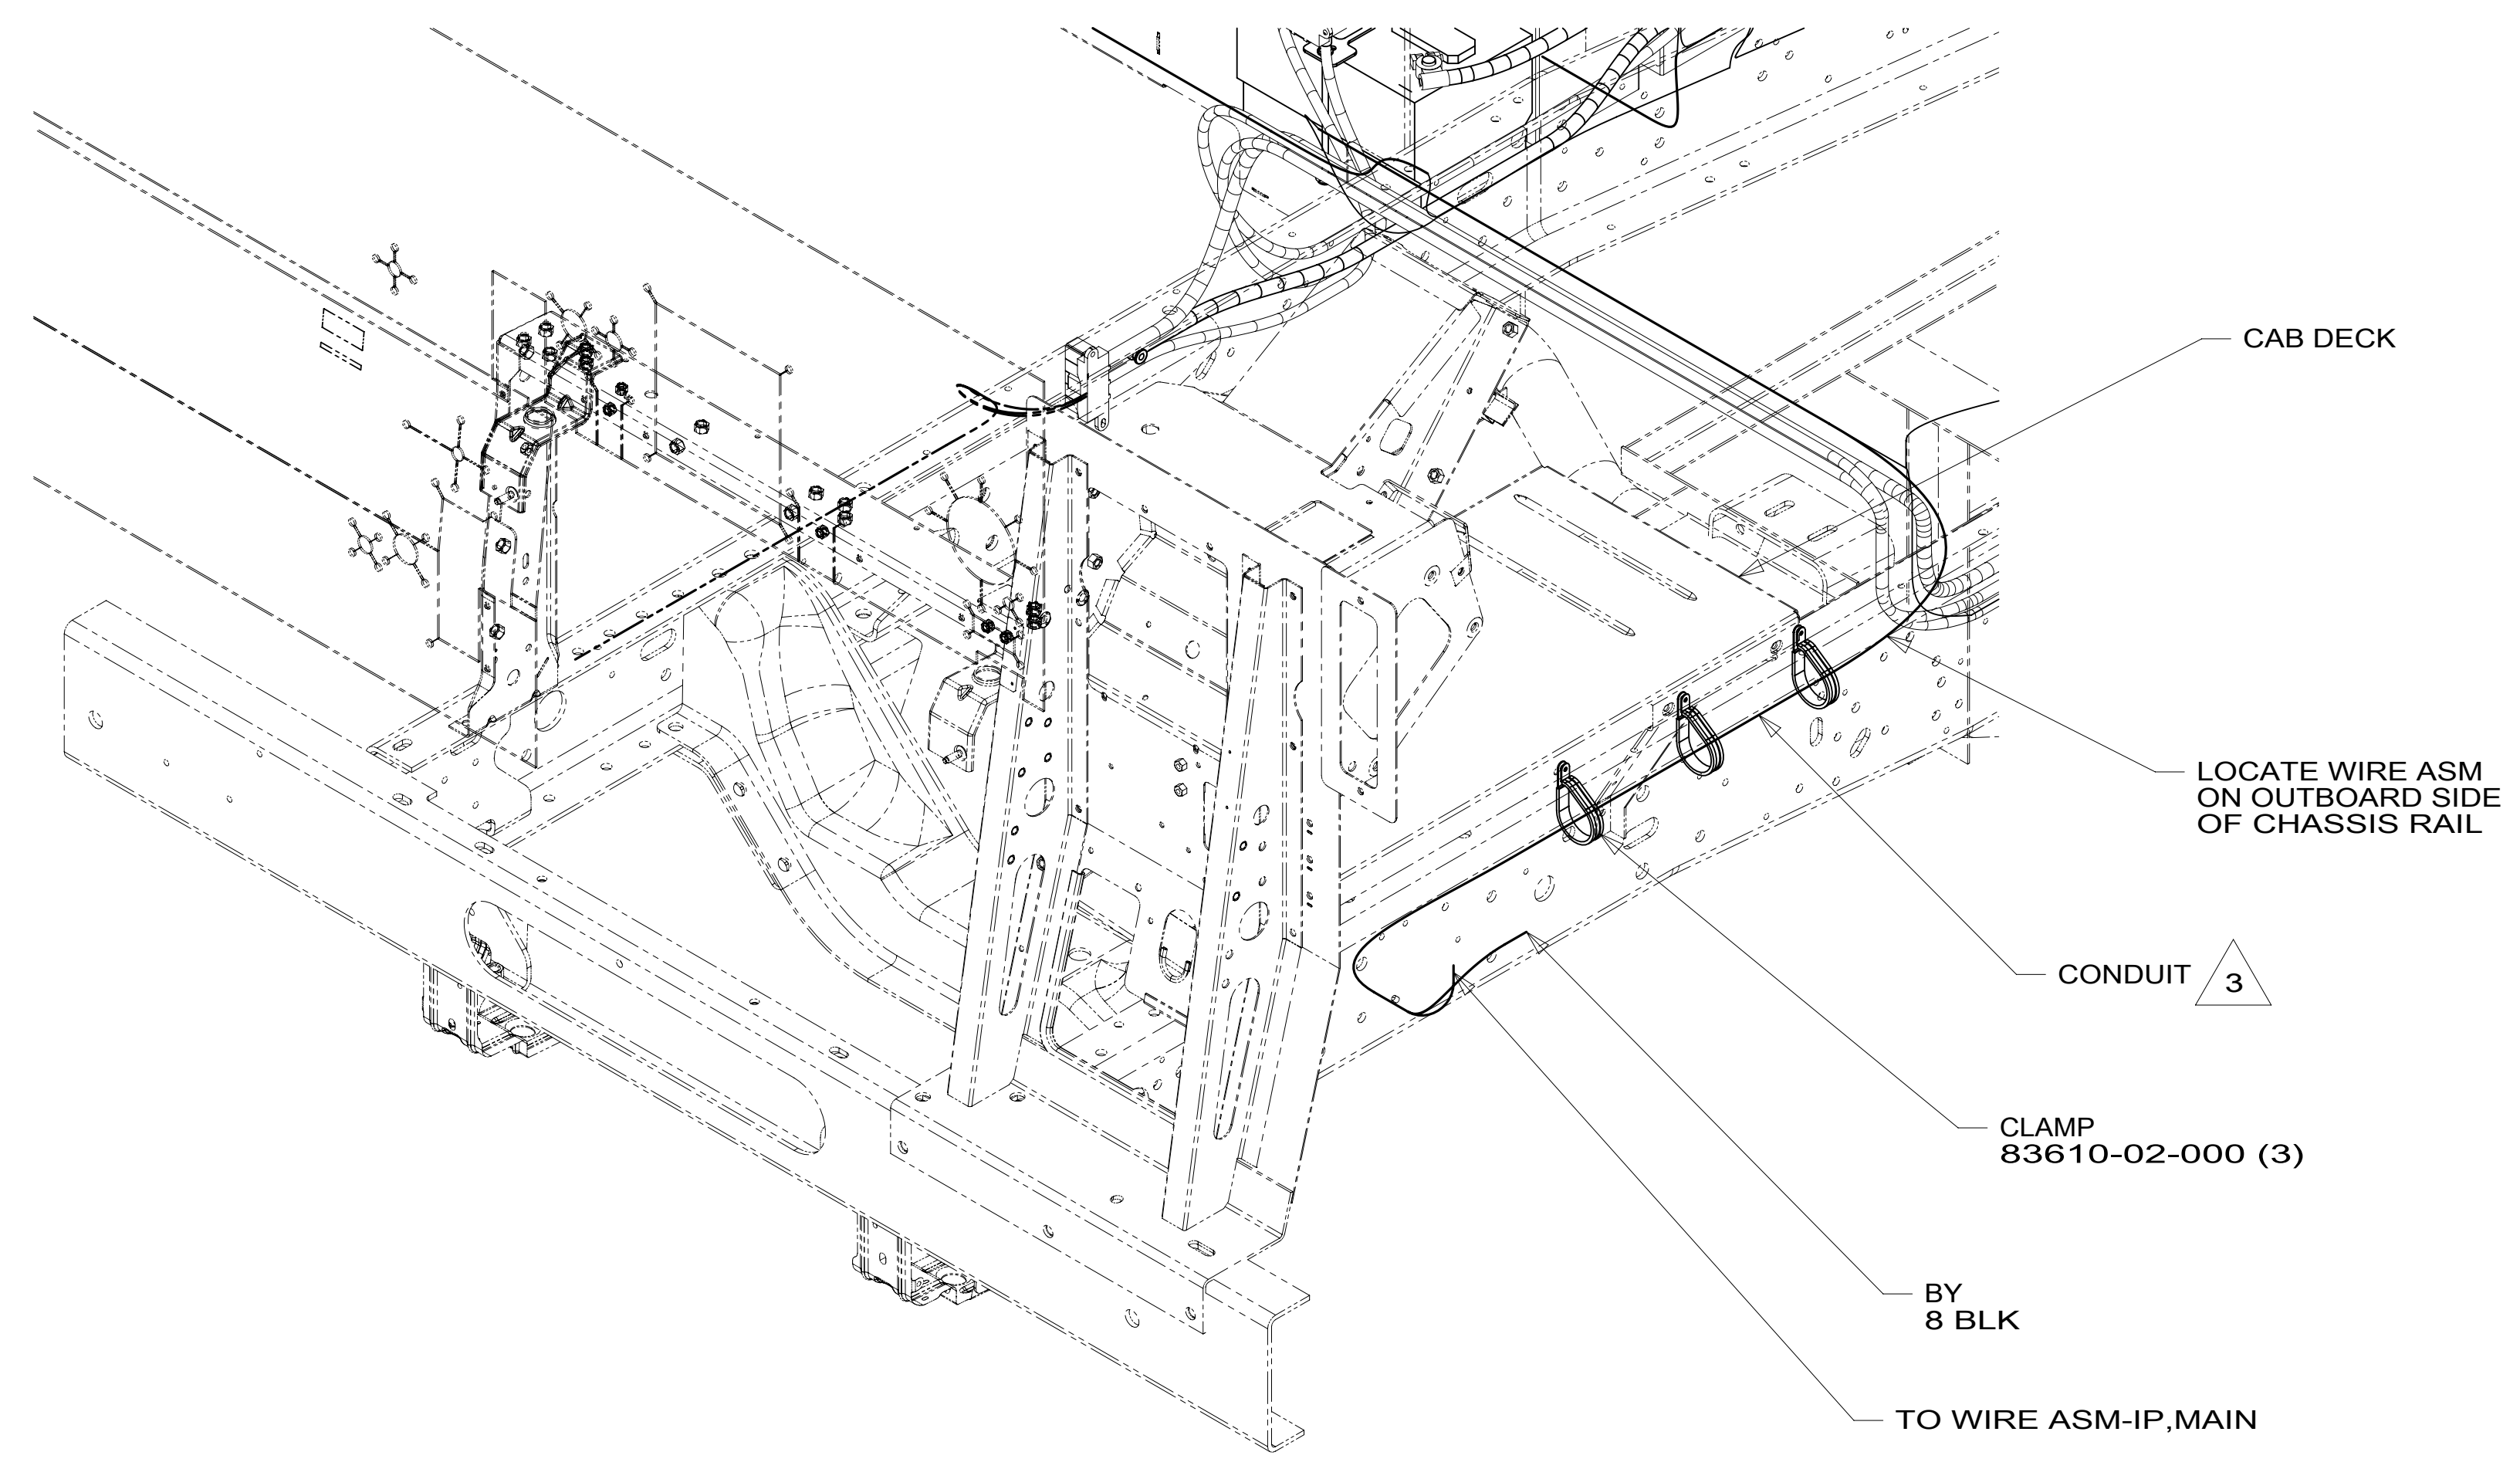 CAB DECK
LOCATE WIRE ASM
ON OUTBOARD SIDE
OF CHASSIS RAIL
CONDUIT 3
CLAMP
83610-02-000 (3)
BY
8 BLK
TO WIRE ASM-IP,MAIN